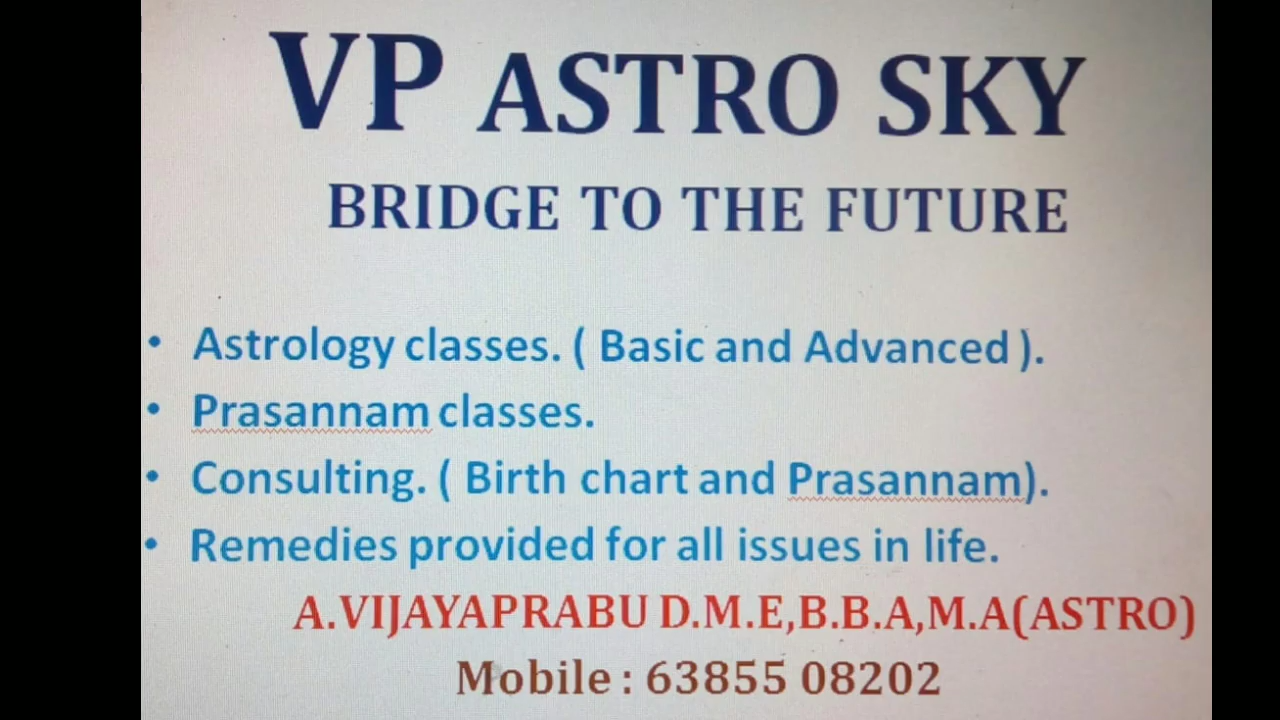 VP ASTRO SKY
BRIDGE TO THE FUTURE
• Astrology classes. ( Basic and Advanced ).
• Prasannam classes.
• Consulting. ( Birth chart and Prasannam).
• Remedies provided for all issues in life.
A.VIJAYAPRABU D.M.E,B.B.A,M.A(ASTRO)
Mobile : 63855 08202